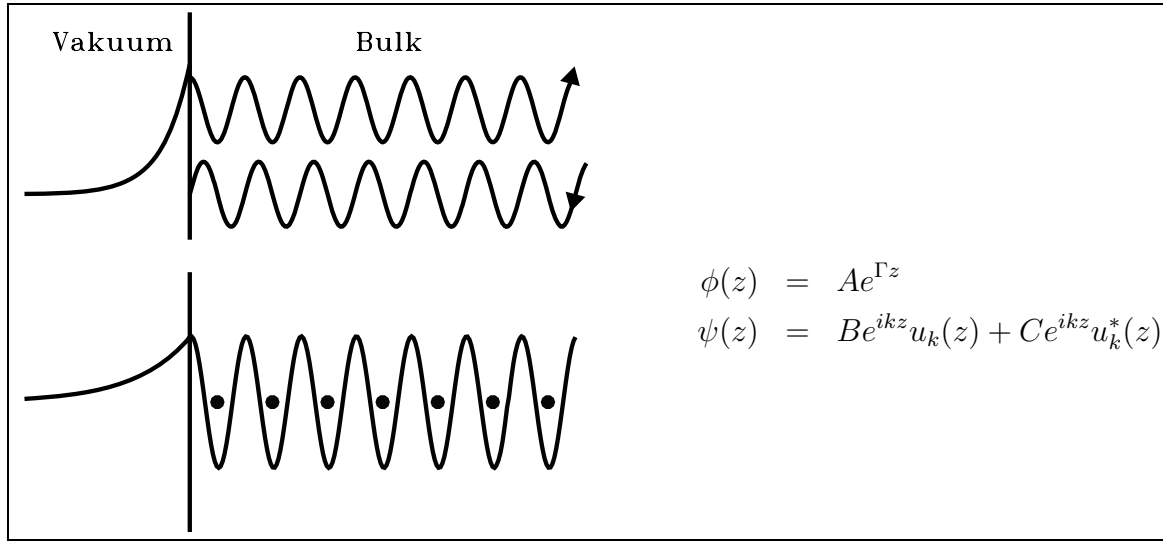 Vakuum Bulk
ϕ(z) = Ae^{Γz}
ψ(z) = Be^{ikz}u_k(z) + Ce^{ikz}u_k^*(z)